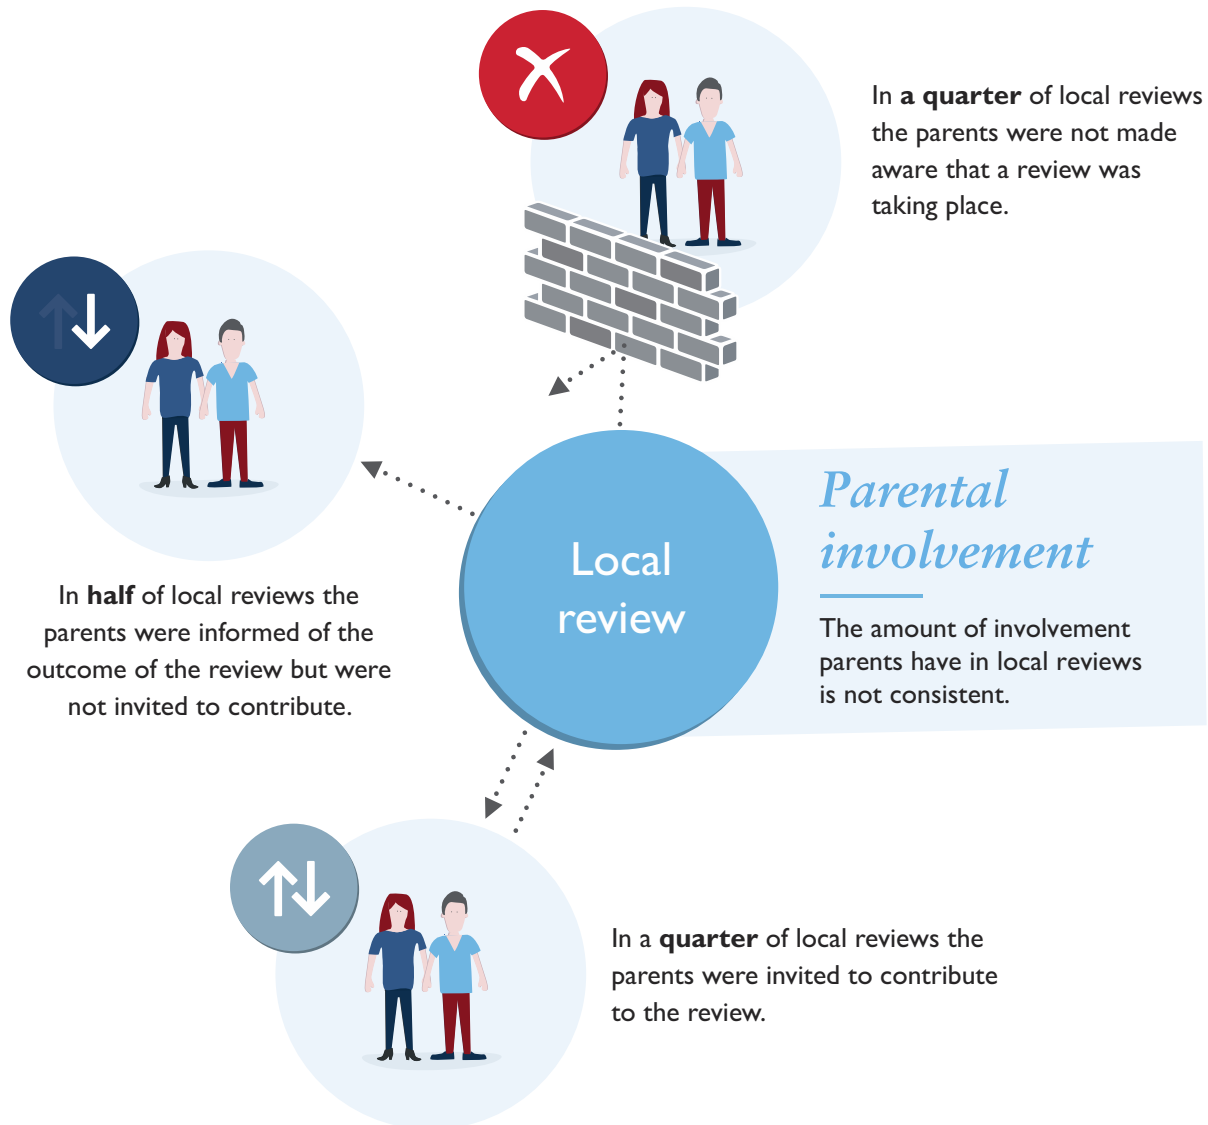 In a quarter of local reviews
the parents were not made
aware that a review was
taking place.
Local
review
Parental
involvement
The amount of involvement
parents have in local reviews
is not consistent.
In half of local reviews the
parents were informed of the
outcome of the review but were
not invited to contribute.
In a quarter of local reviews the
parents were invited to contribute
to the review.